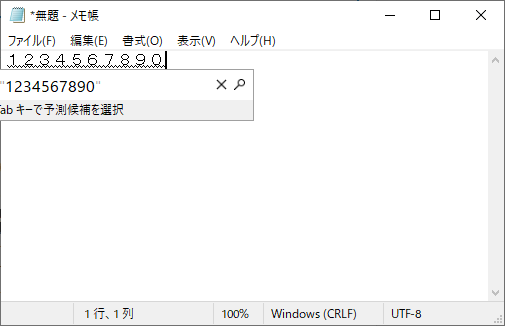 *無題 - メモ帳
ファイル(F) 編集(E) 書式(O) 表示(V) ヘルプ(H)
１２３４５６７８９０
"1234567890"
Tab キーで予測候補を選択
1 行、1 列 100% Windows (CRLF) UTF-8